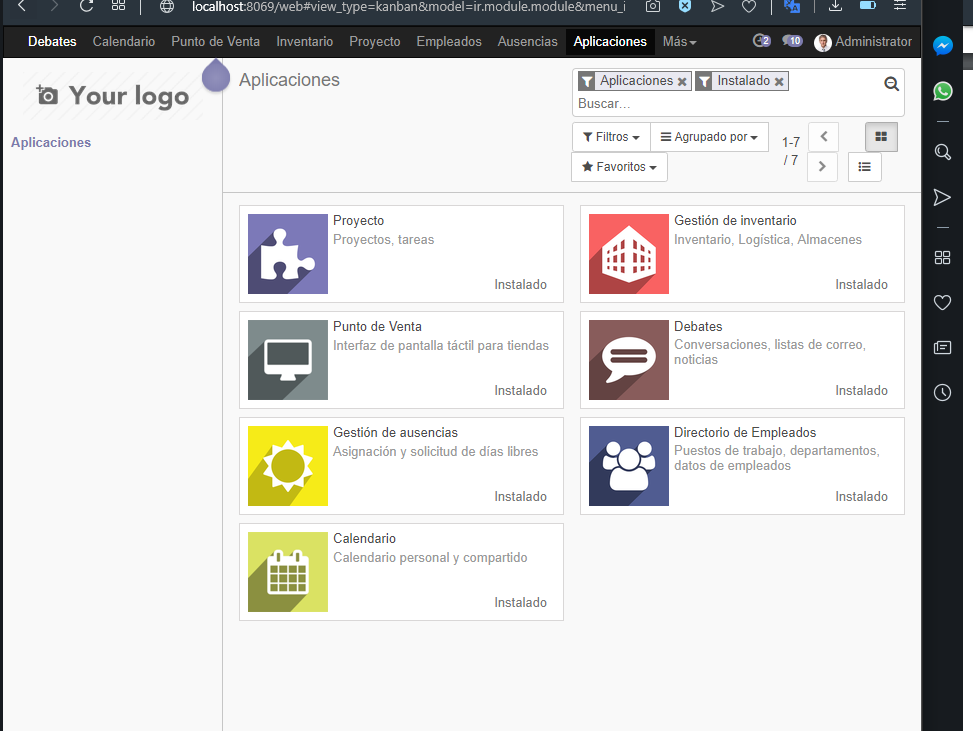 localhost:8069/web#view_type=kanban&model=ir.module.module&menu_i
Debates Calendario Punto de Venta Inventario Proyecto Empleados Ausencias Aplicaciones Más 2 10 Administrator
Your logo
Aplicaciones
Aplicaciones
Aplicaciones Instalado
Buscar...
Filtros Agrupado por
Favoritos
1-7
/ 7
Proyecto
Proyectos, tareas
Instalado
Gestión de inventario
Inventario, Logística, Almacenes
Instalado
Punto de Venta
Interfaz de pantalla táctil para tiendas
Instalado
Debates
Conversaciones, listas de correo,
noticias
Instalado
Gestión de ausencias
Asignación y solicitud de días libres
Instalado
Directorio de Empleados
Puestos de trabajo, departamentos,
datos de empleados
Instalado
Calendario
Calendario personal y compartido
Instalado